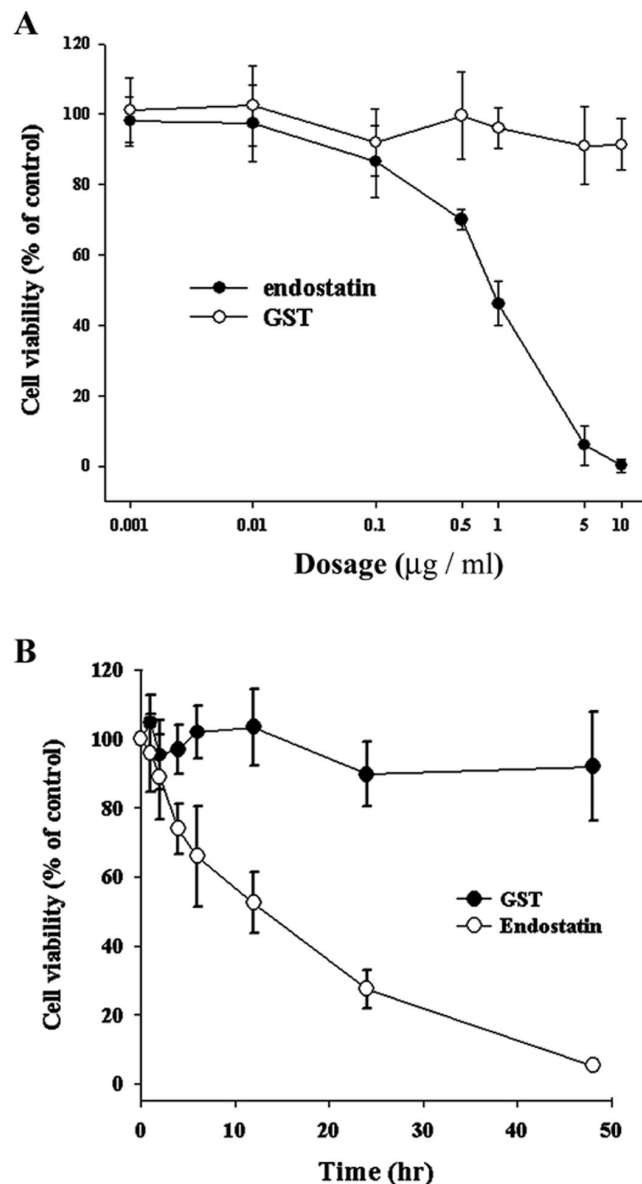 A
120
100
80
60
40
20
0
Cell viability (% of control)
endostatin
GST
0.001 0.01 0.1 0.5 1 5 10
Dosage (μg / ml)
B
120
100
80
60
40
20
0
Cell viability (% of control)
GST
Endostatin
0 10 20 30 40 50
Time (hr)